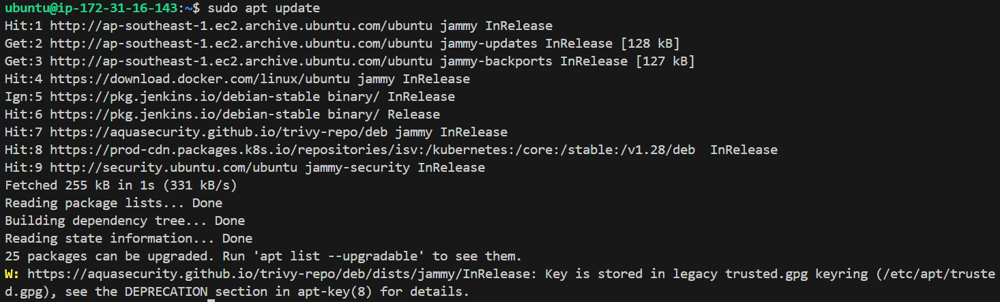 ubuntu@ip-172-31-16-143:~$ sudo apt update
Hit:1 http://ap-southeast-1.ec2.archive.ubuntu.com/ubuntu jammy InRelease
Get:2 http://ap-southeast-1.ec2.archive.ubuntu.com/ubuntu jammy-updates InRelease [128 kB]
Get:3 http://ap-southeast-1.ec2.archive.ubuntu.com/ubuntu jammy-backports InRelease [127 kB]
Hit:4 https://download.docker.com/linux/ubuntu jammy InRelease
Ign:5 https://pkg.jenkins.io/debian-stable binary/ InRelease
Hit:6 https://pkg.jenkins.io/debian-stable binary/ Release
Hit:7 https://aquasecurity.github.io/trivy-repo/deb jammy InRelease
Hit:8 https://prod-cdn.packages.k8s.io/repositories/isv:/kubernetes:/core:/stable:/v1.28/deb  InRelease
Hit:9 http://security.ubuntu.com/ubuntu jammy-security InRelease
Fetched 255 kB in 1s (331 kB/s)
Reading package lists... Done
Building dependency tree... Done
Reading state information... Done
25 packages can be upgraded. Run 'apt list --upgradable' to see them.
W: https://aquasecurity.github.io/trivy-repo/deb/dists/jammy/InRelease: Key is stored in legacy trusted.gpg keyring (/etc/apt/truste
d.gpg), see the DEPRECATION section in apt-key(8) for details.